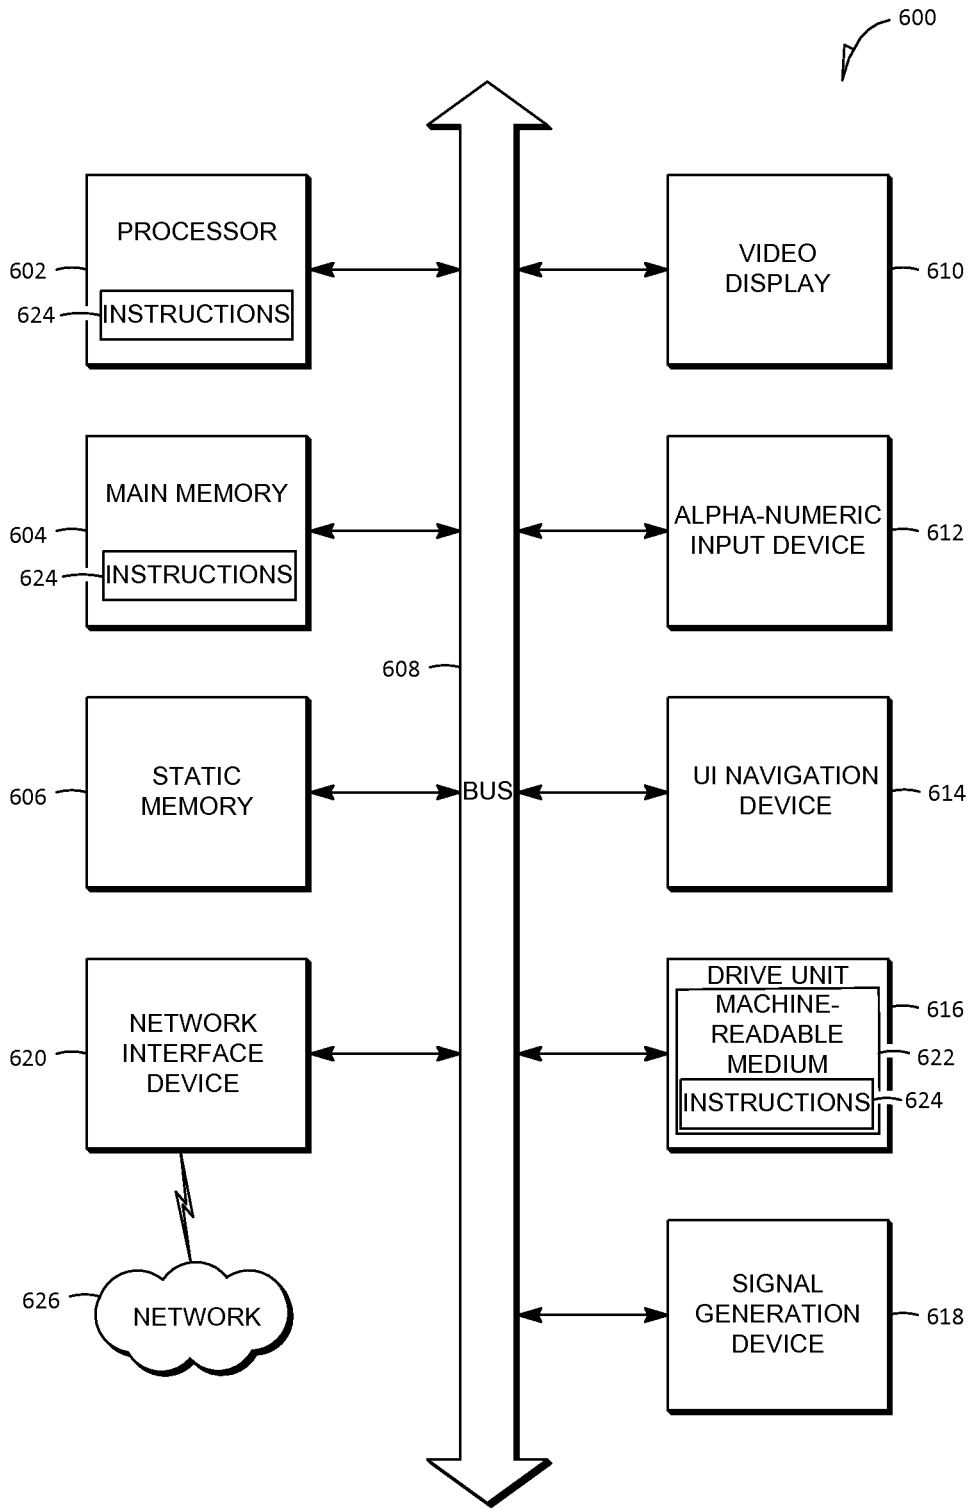 600
PROCESSOR
602
624
INSTRUCTIONS
VIDEO
DISPLAY
610
MAIN MEMORY
604
624
INSTRUCTIONS
ALPHA-NUMERIC
INPUT DEVICE
612
608
STATIC
MEMORY
606
BUS
UI NAVIGATION
DEVICE
614
NETWORK
INTERFACE
DEVICE
620
DRIVE UNIT
616
MACHINE-
READABLE
MEDIUM
622
INSTRUCTIONS
624
626
NETWORK
SIGNAL
GENERATION
DEVICE
618